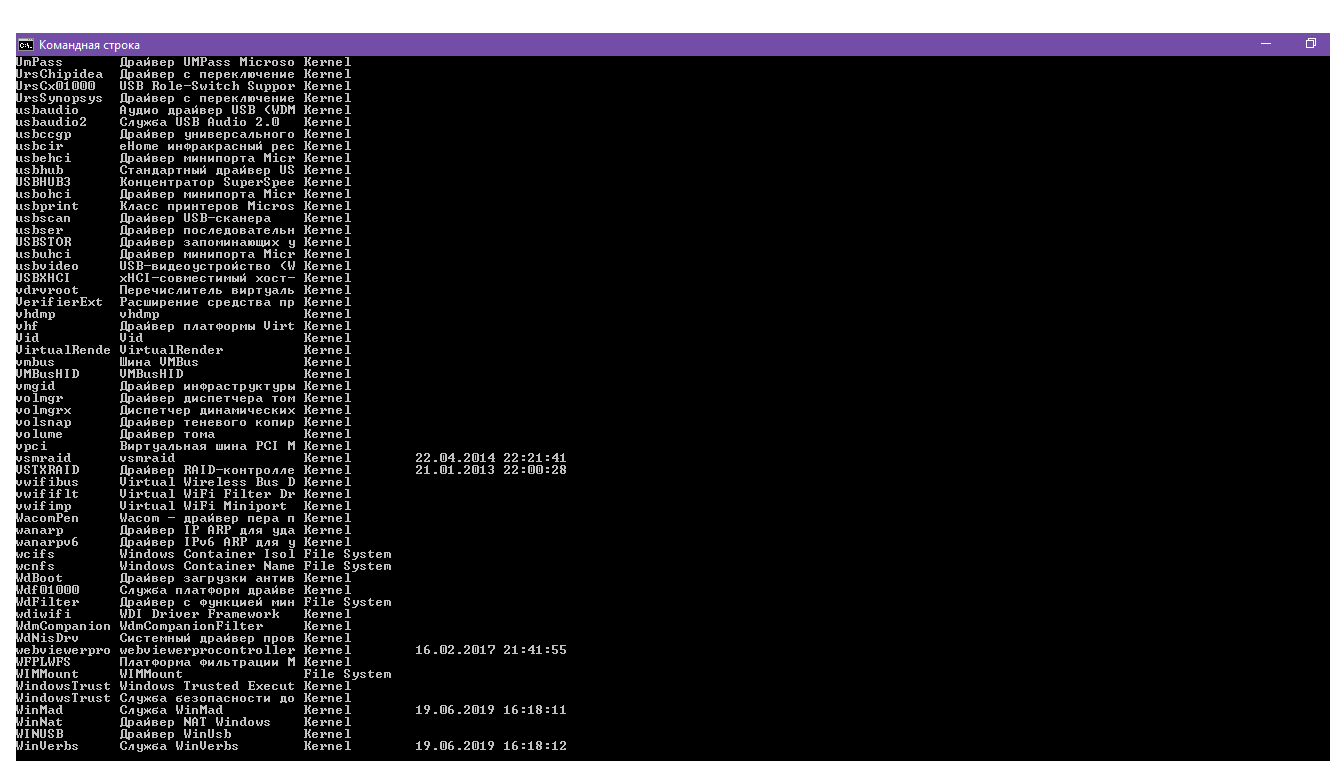 Командная строка
UmPass Драйвер UMPass Microso Kernel
UrsChipidea Драйвер с переключение Kernel
UrsCx01000 USB Role-Switch Suppor Kernel
UrsSynopsys Драйвер с переключение Kernel
usbaudio Аудио драйвер USB (WDM Kernel
usbaudio2 Служба USB Audio 2.0 Kernel
usbccgp Драйвер универсального Kernel
usbcir eHome инфракрасный рес Kernel
usbehci Драйвер минипорта Micr Kernel
usbhub Стандартный драйвер US Kernel
USBHUB3 Концентратор SuperSpee Kernel
usbohci Драйвер минипорта Micr Kernel
usbprint Класс принтеров Micros Kernel
usbscan Драйвер USB-сканера Kernel
usbser Драйвер последовательн Kernel
USBSTOR Драйвер запоминающих у Kernel
usbuhci Драйвер минипорта Micr Kernel
usbvideo USB-видеоустройство (W Kernel
USBXHCI xHCI-совместимый хост- Kernel
vdrvroot Перечислитель виртуаль Kernel
VerifierExt Расширение средства пр Kernel
vhdmp vhdmp Kernel
vhf Драйвер платформы Virt Kernel
Vid Vid Kernel
VirtualRende VirtualRender Kernel
vmbus Шина VMBus Kernel
VMBusHID VMBusHID Kernel
vmgid Драйвер инфраструктуры Kernel
volmgr Драйвер диспетчера том Kernel
volmgrx Диспетчер динамических Kernel
volsnap Драйвер теневого копир Kernel
volume Драйвер тома Kernel
vpci Виртуальная шина PCI M Kernel
vsmraid vsmraid Kernel 22.04.2014 22:21:41
VSTXRAID Драйвер RAID-контролле Kernel 21.01.2013 22:00:28
vwifibus Virtual Wireless Bus D Kernel
vwififlt Virtual WiFi Filter Dr Kernel
vwifimp Virtual WiFi Miniport Kernel
WacomPen Wacom - драйвер пера п Kernel
wanarp Драйвер IP ARP для уда Kernel
wanarpv6 Драйвер IPv6 ARP для у Kernel
wcifs Windows Container Isol File System
wcnfs Windows Container Name File System
WdBoot Драйвер загрузки антив Kernel
Wdf01000 Служба платформ драйве Kernel
WdFilter Драйвер с функцией мин File System
wdiwifi WDI Driver Framework Kernel
WdmCompanion WdmCompanionFilter Kernel
WdNisDrv Системный драйвер пров Kernel
webviewerpro webviewerprocontroller Kernel 16.02.2017 21:41:55
WFPLWFS Платформа фильтрации M Kernel
WIMMount WIMMount File System
WindowsTrust Windows Trusted Execut Kernel
WindowsTrust Служба безопасности до Kernel
WinMad Служба WinMad Kernel 19.06.2019 16:18:11
WinNat Драйвер NAT Windows Kernel
WINUSB Драйвер WinUsb Kernel
WinVerbs Служба WinVerbs Kernel 19.06.2019 16:18:12